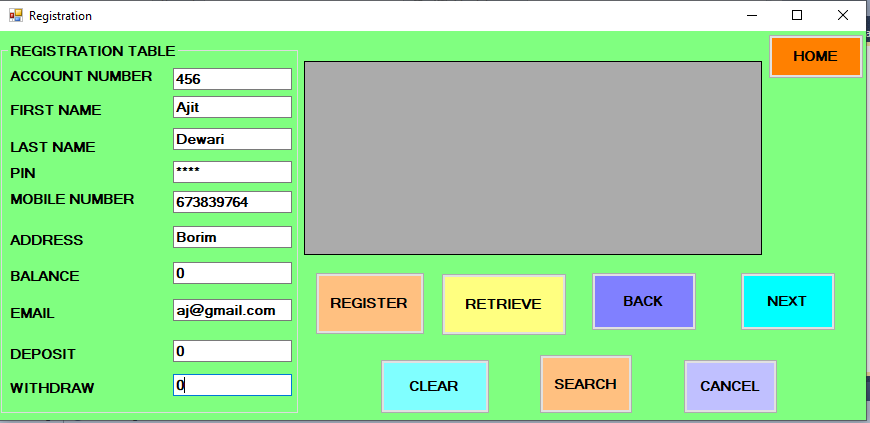 Registration
HOME
REGISTRATION TABLE
ACCOUNT NUMBER 456
FIRST NAME Ajit
LAST NAME Dewari
PIN ****
MOBILE NUMBER 673839764
ADDRESS Borim
BALANCE 0
EMAIL aj@gmail.com
DEPOSIT 0
WITHDRAW 0
REGISTER RETRIEVE BACK NEXT
CLEAR SEARCH CANCEL